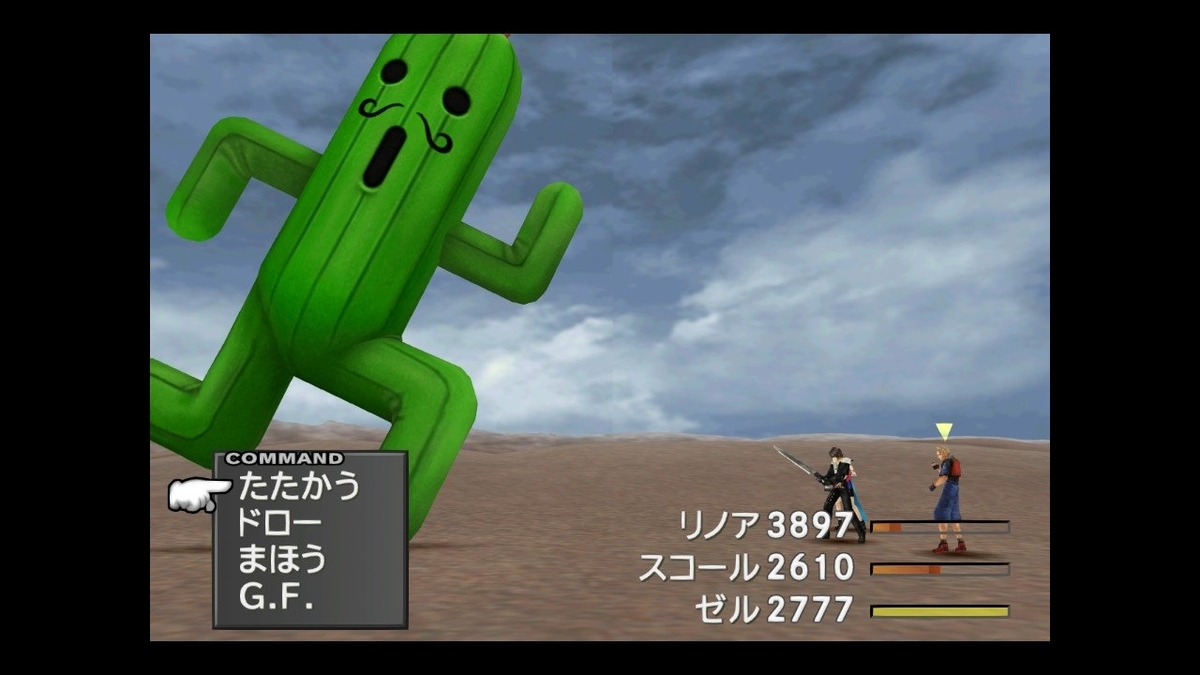 COMMAND
たたかう
ドロー
まほう
G.F.
リノア 3897
スコール 2610
ゼル 2777